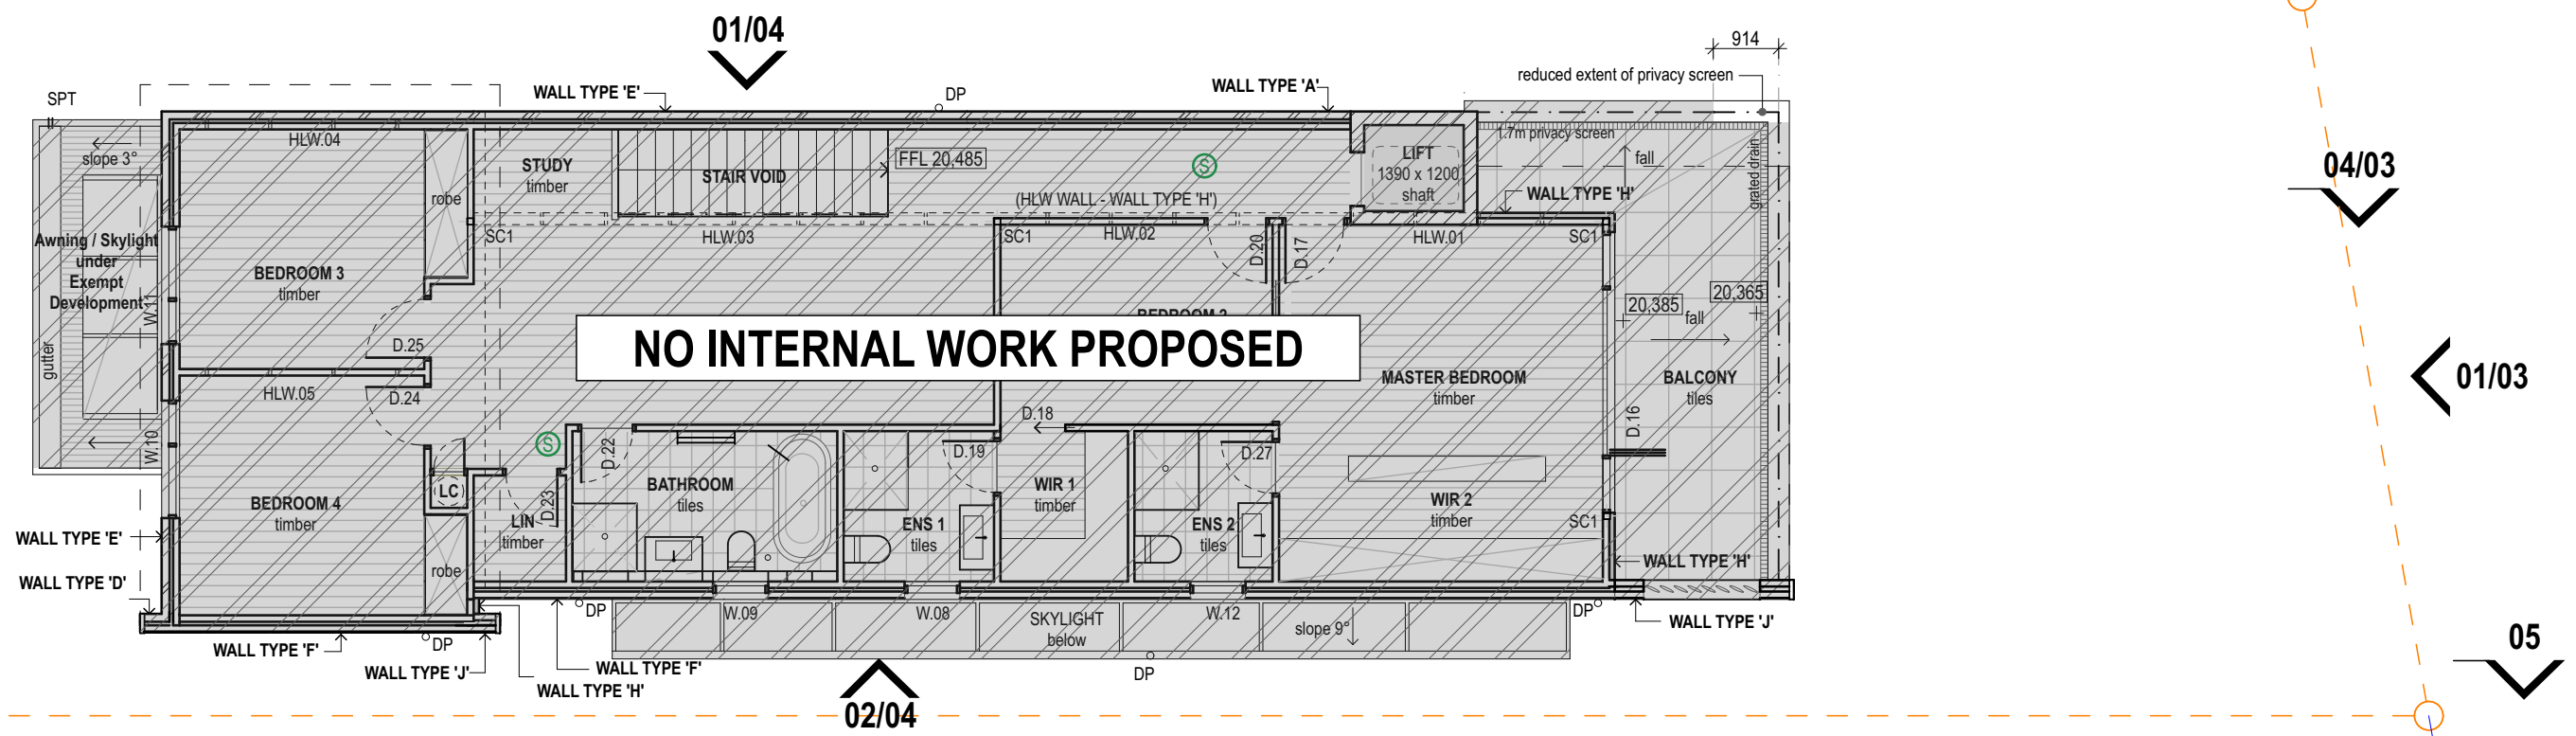 01/04
914
reduced extent of privacy screen
SPT
WALL TYPE 'E'
DP
WALL TYPE 'A'
HLW.04
slope 3°
STUDY
timber
STAIR VOID
FFL 20,485
S
LIFT
1390 x 1200
shaft
1.7m privacy screen
fall
grated drain
04/03
robe
(HLW WALL - WALL TYPE 'H')
WALL TYPE 'H'
Awning / Skylight
under
Exempt
Development
W.11
SC1
HLW.03
SC1
HLW.02
D.20
D.17
HLW.01
SC1
BEDROOM 3
timber
20,385
20,365
fall
BEDROOM 2
NO INTERNAL WORK PROPOSED
gutter
D.25
HLW.05
D.24
MASTER BEDROOM
timber
BALCONY
tiles
01/03
W.10
S
D.22
D.18
D.19
D.27
D.16
LC
BATHROOM
tiles
WIR 1
timber
BEDROOM 4
timber
D.23
LIN
timber
ENS 1
tiles
ENS 2
tiles
WIR 2
timber
SC1
WALL TYPE 'E'
WALL TYPE 'D'
robe
WALL TYPE 'H'
DP
W.09
W.08
SKYLIGHT
below
W.12
slope 9°
DP
WALL TYPE 'J'
WALL TYPE 'F'
DP
WALL TYPE 'J'
WALL TYPE 'F'
WALL TYPE 'H'
DP
02/04
05